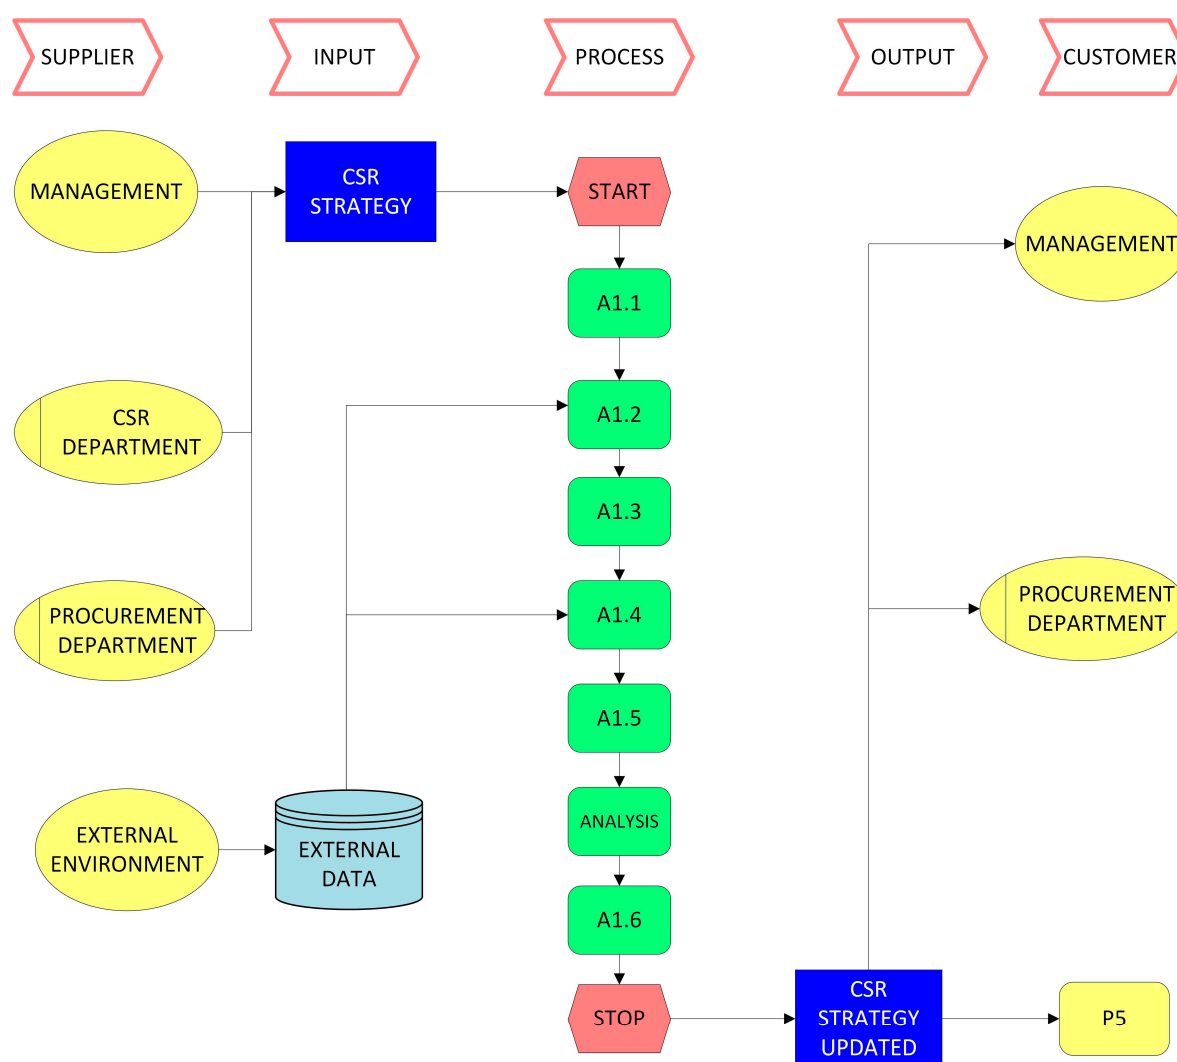 SUPPLIER
INPUT
PROCESS
OUTPUT
CUSTOMER
MANAGEMENT
CSR
STRATEGY
START
MANAGEMENT
A1.1
CSR
DEPARTMENT
A1.2
A1.3
PROCUREMENT
DEPARTMENT
A1.4
PROCUREMENT
DEPARTMENT
A1.5
EXTERNAL
ENVIRONMENT
EXTERNAL
DATA
ANALYSIS
A1.6
STOP
CSR
STRATEGY
UPDATED
P5